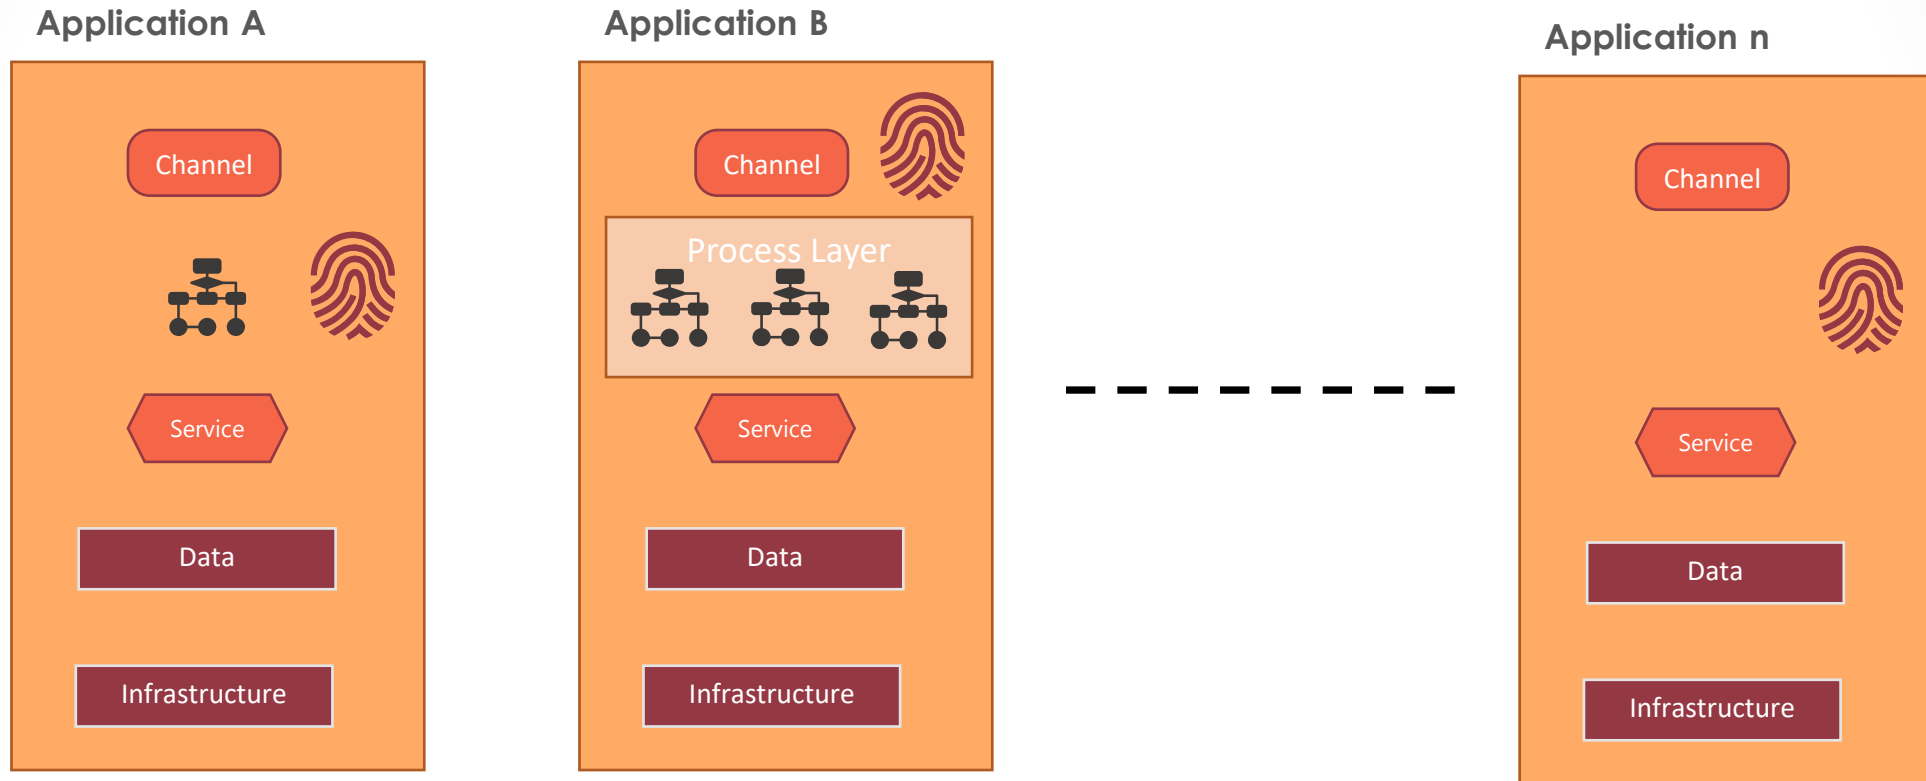 Application A
Channel
Service
Data
Infrastructure
Application B
Channel
Process Layer
Service
Data
Infrastructure
Application n
Channel
Service
Data
Infrastructure